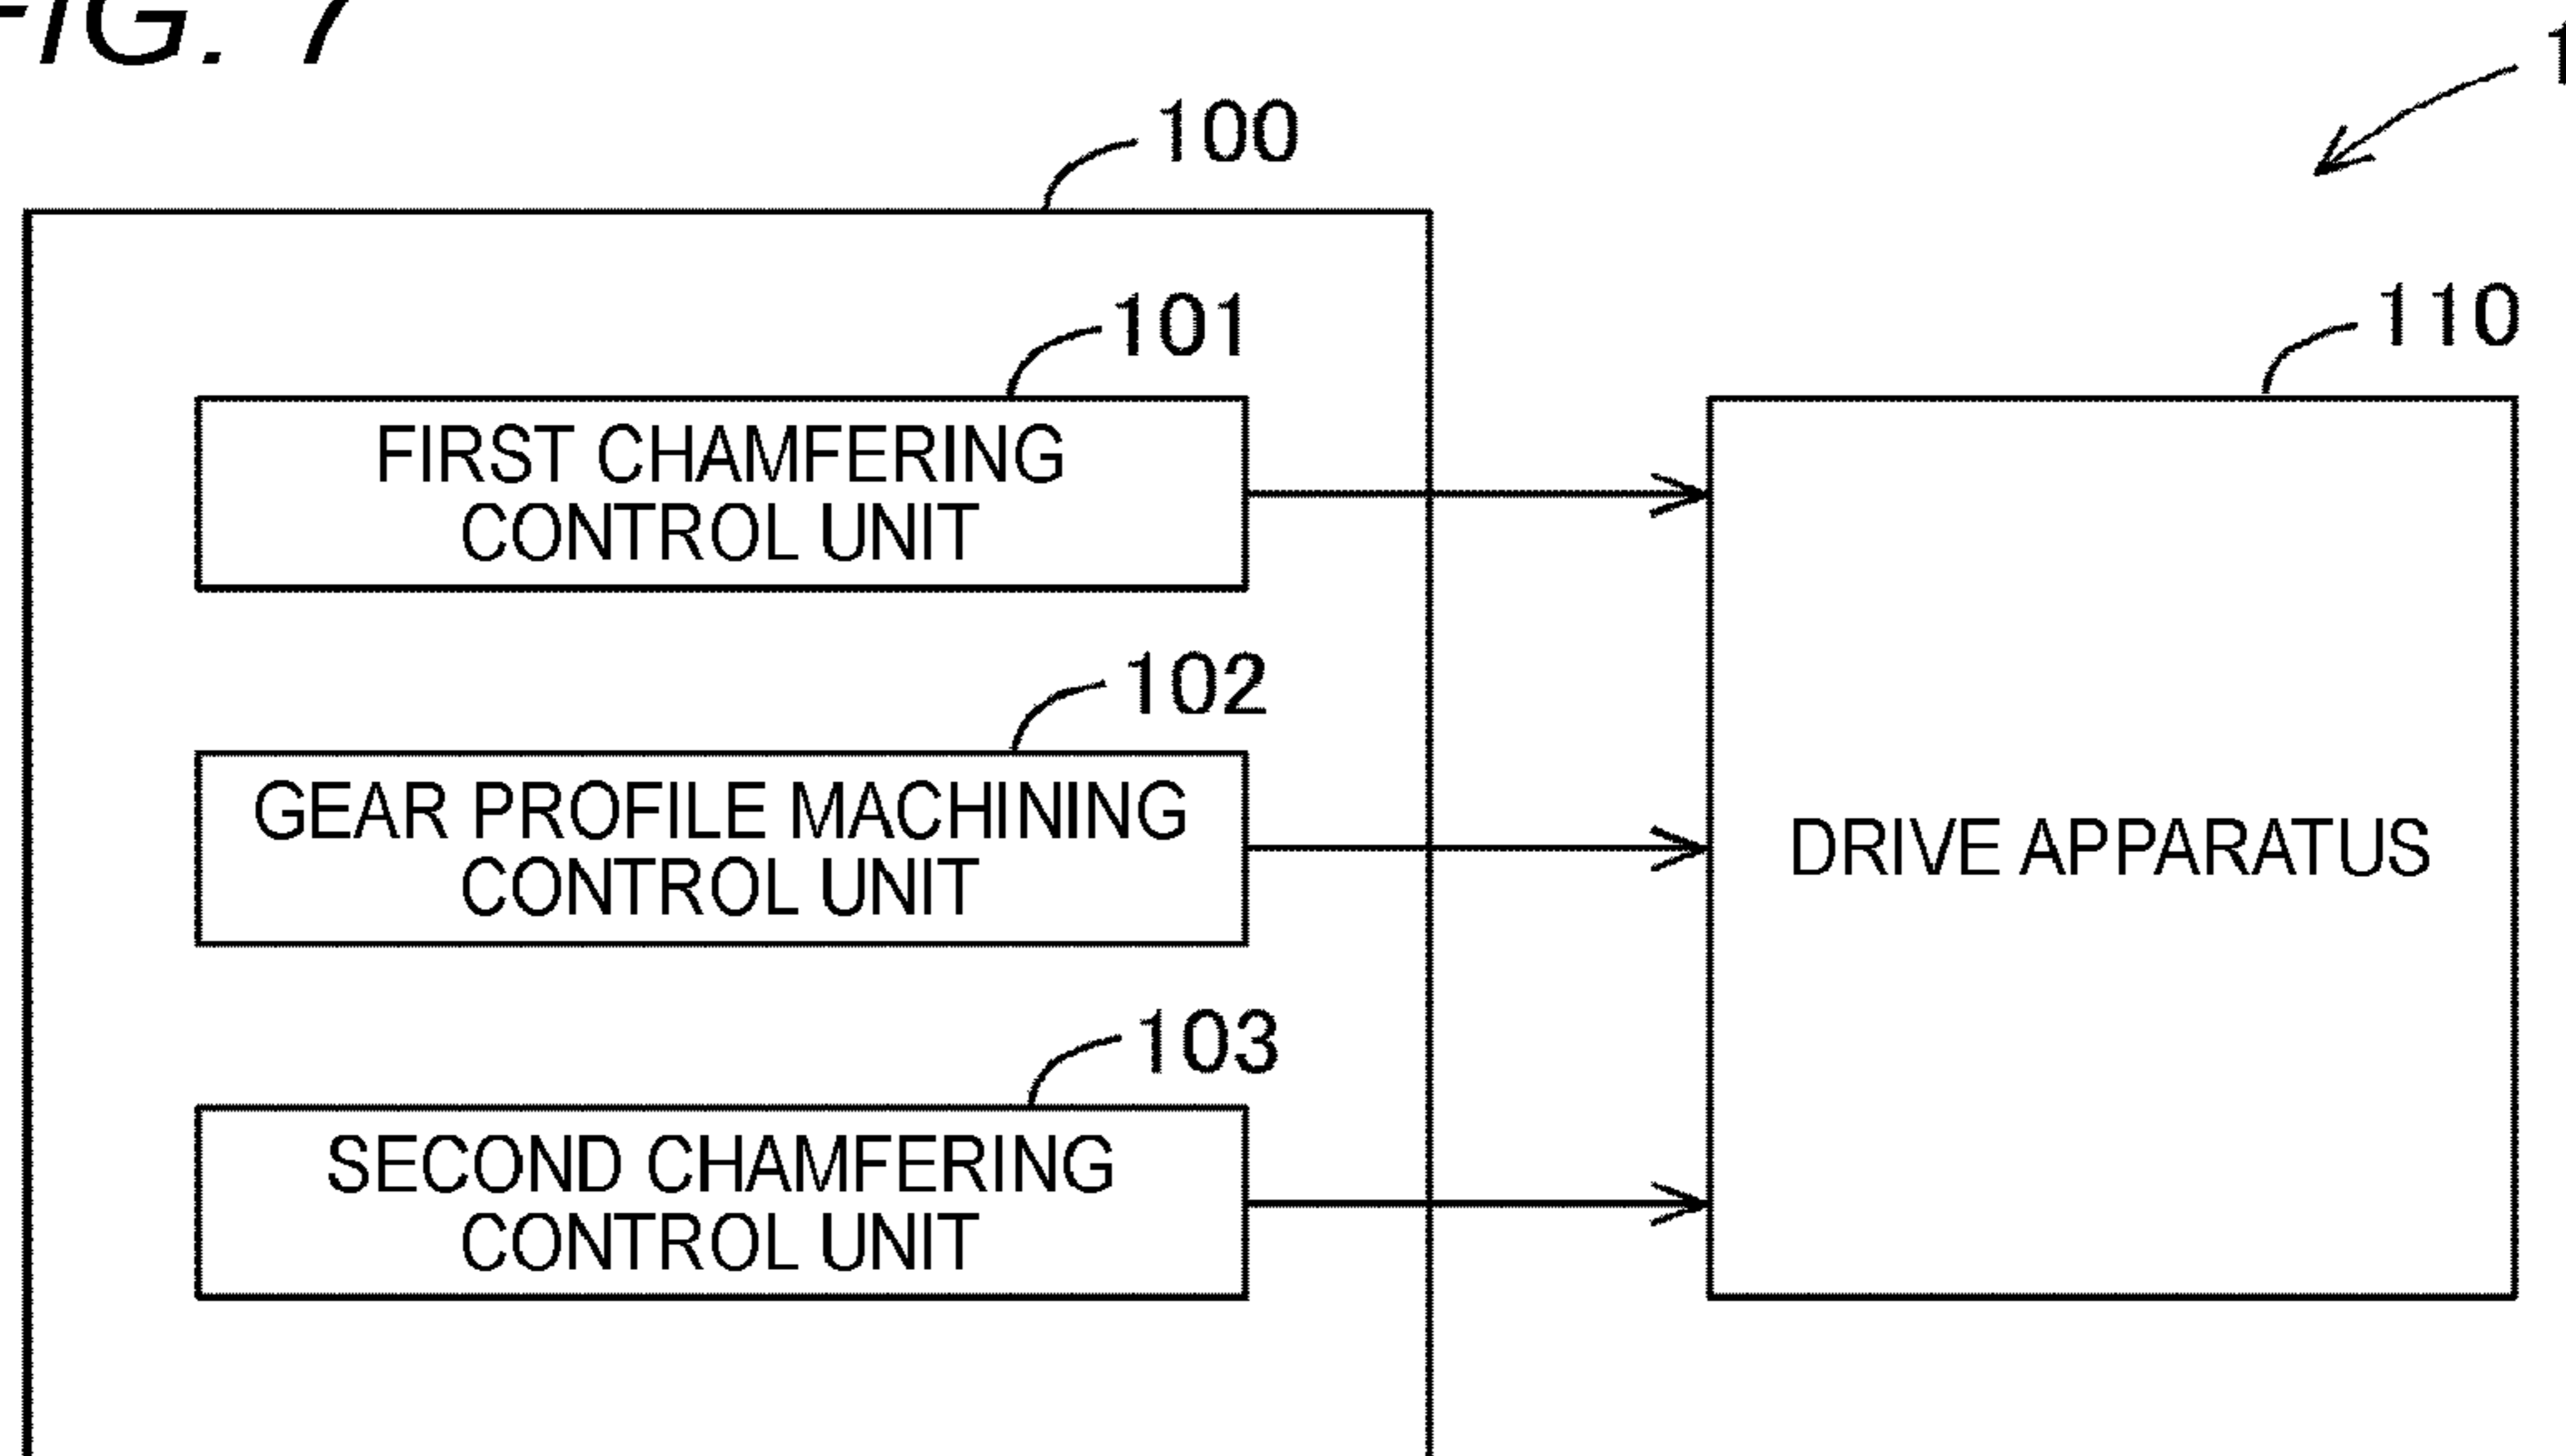 FIG. 7
1
100
101
110
FIRST CHAMFERING
CONTROL UNIT
102
GEAR PROFILE MACHINING
CONTROL UNIT
DRIVE APPARATUS
103
SECOND CHAMFERING
CONTROL UNIT